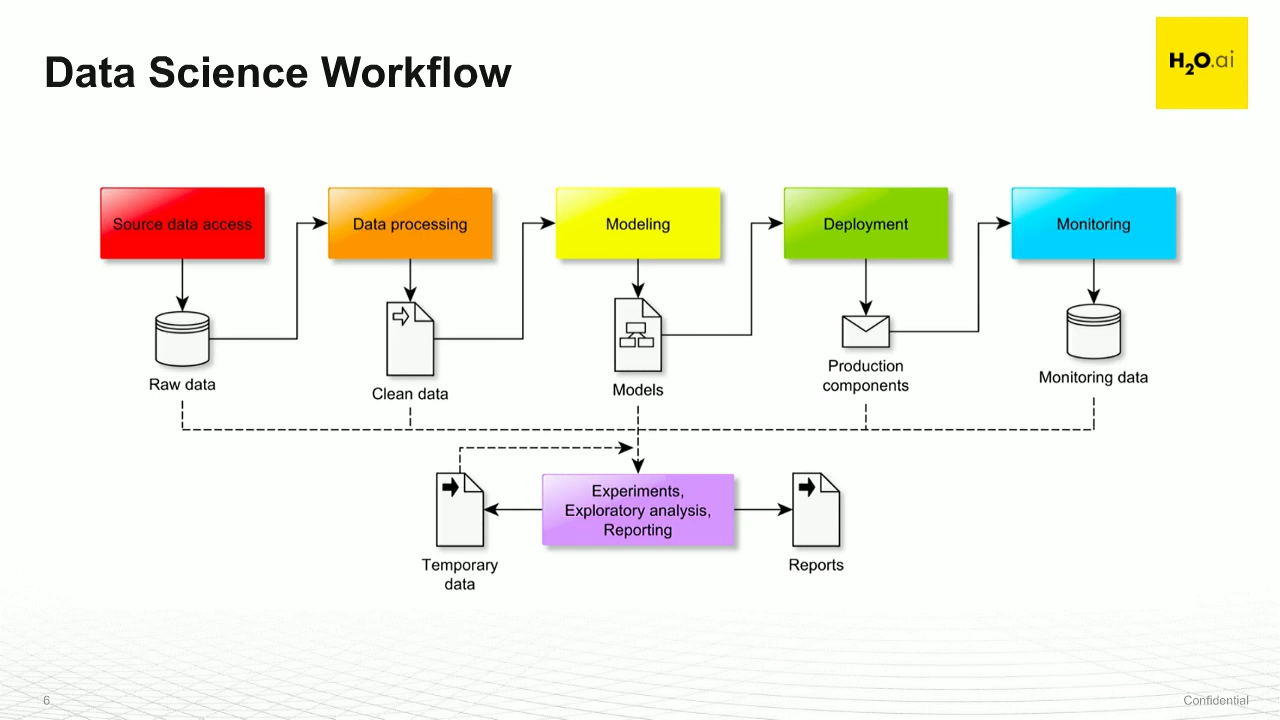 Data Science Workflow
H2O.ai
Source data access
Data processing
Modeling
Deployment
Monitoring
Raw data
Clean data
Models
Production
components
Monitoring data
Experiments,
Exploratory analysis,
Reporting
Temporary
data
Reports
6
Confidential